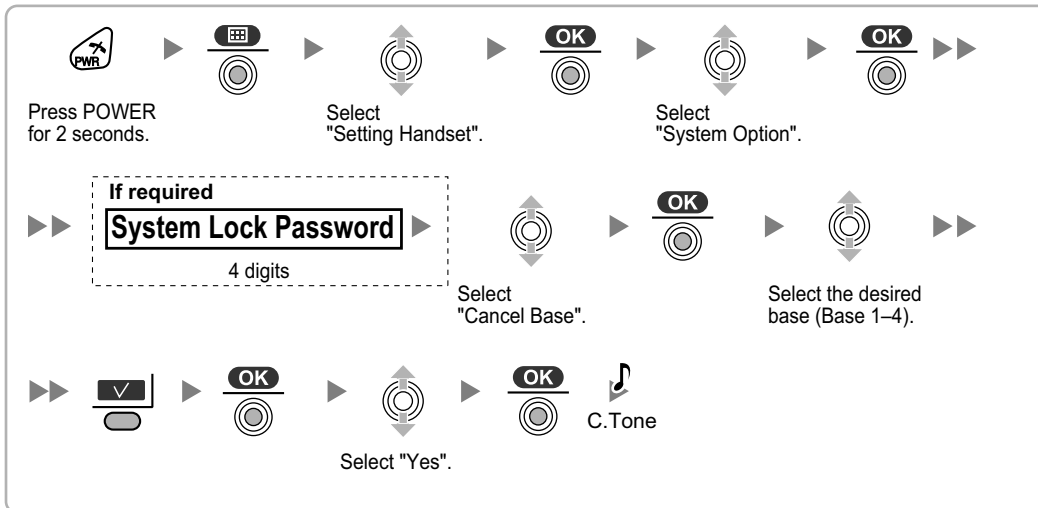 PWR
OK
OK
Press POWER
for 2 seconds.
Select
"Setting Handset".
Select
"System Option".
If required
System Lock Password
4 digits
OK
Select
"Cancel Base".
Select the desired
base (Base 1–4).
OK
OK
C.Tone
Select "Yes".